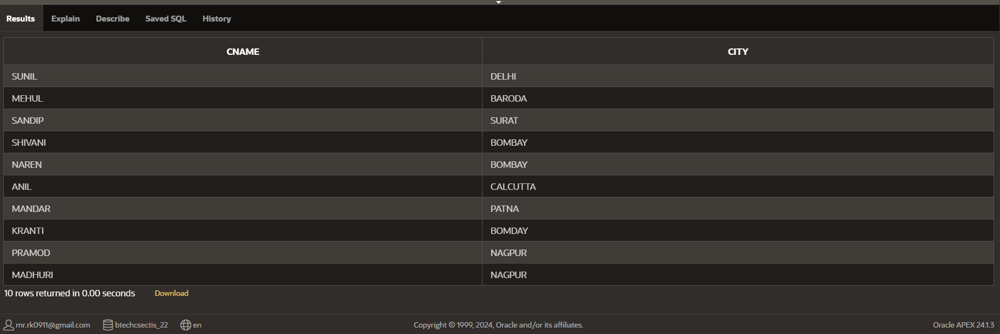 Results Explain Describe Saved SQL History
CNAME CITY
SUNIL DELHI
MEHUL BARODA
SANDIP SURAT
SHIVANI BOMBAY
NAREN BOMBAY
ANIL CALCUTTA
MANDAR PATNA
KRANTI BOMDAY
PRAMOD NAGPUR
MADHURI NAGPUR
10 rows returned in 0.00 seconds Download
mr.rk0911@gmail.com btechcsectis_22 en Copyright © 1999, 2024, Oracle and/or its affiliates. Oracle APEX 24.1.3